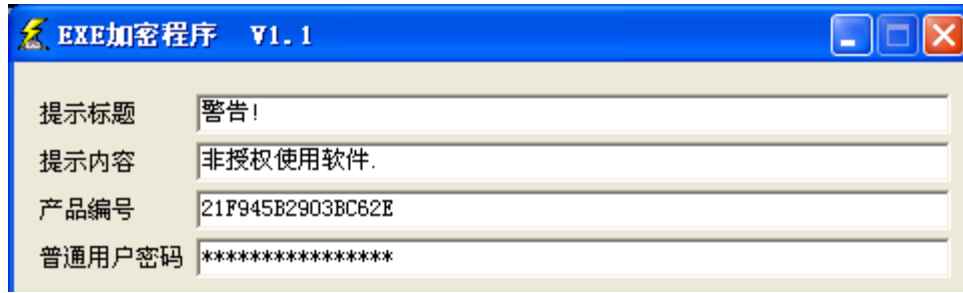 EXE加密程序 V1.1
提示标题 警告!
提示内容 非授权使用软件.
产品编号 21F945B2903BC62E
普通用户密码 ****************